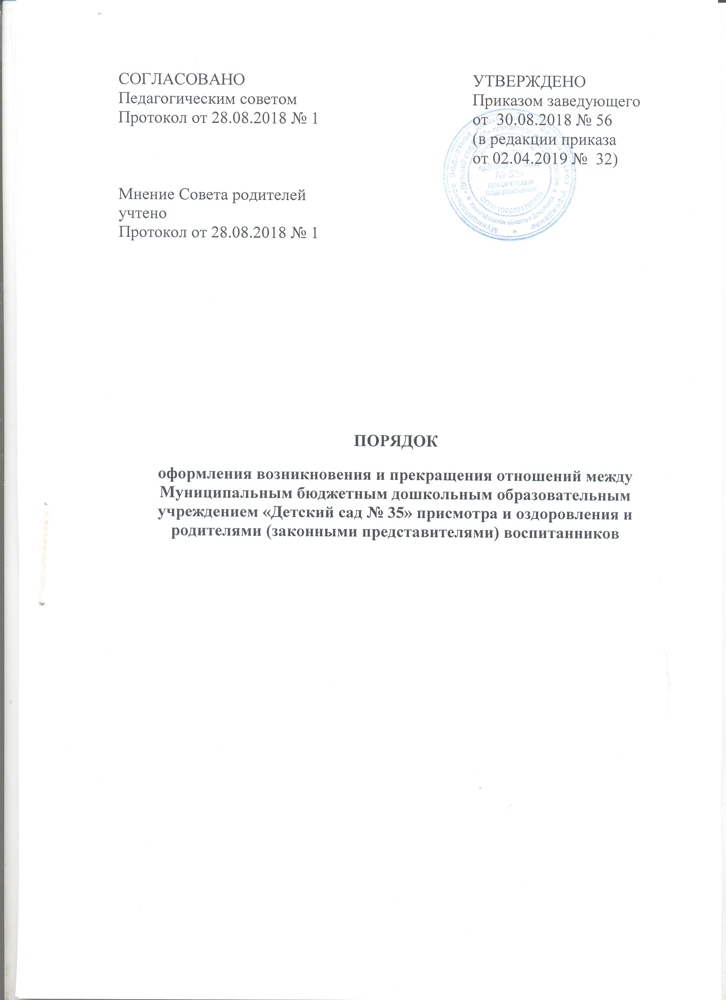 СОГЛАСОВАНО
Педагогическим советом
Протокол от 28.08.2018 № 1
Мнение Совета родителей
учтено
Протокол от 28.08.2018 № 1
УТВЕРЖДЕНО
Приказом заведующего
от  30.08.2018 № 56
(в редакции приказа
от 02.04.2019 №  32)
Муниципальное бюджетное дошкольное образовательное учреждение *
«Детский сад № 35» присмотра и оздоровления *
* Нижегородская область г. Дзержинск
«Детский сад
№ 35»
присмотра и
оздоровления
ОГРН
ПОРЯДОК
оформления возникновения и прекращения отношений между
Муниципальным бюджетным дошкольным образовательным
учреждением «Детский сад № 35» присмотра и оздоровления и
родителями (законными представителями) воспитанников